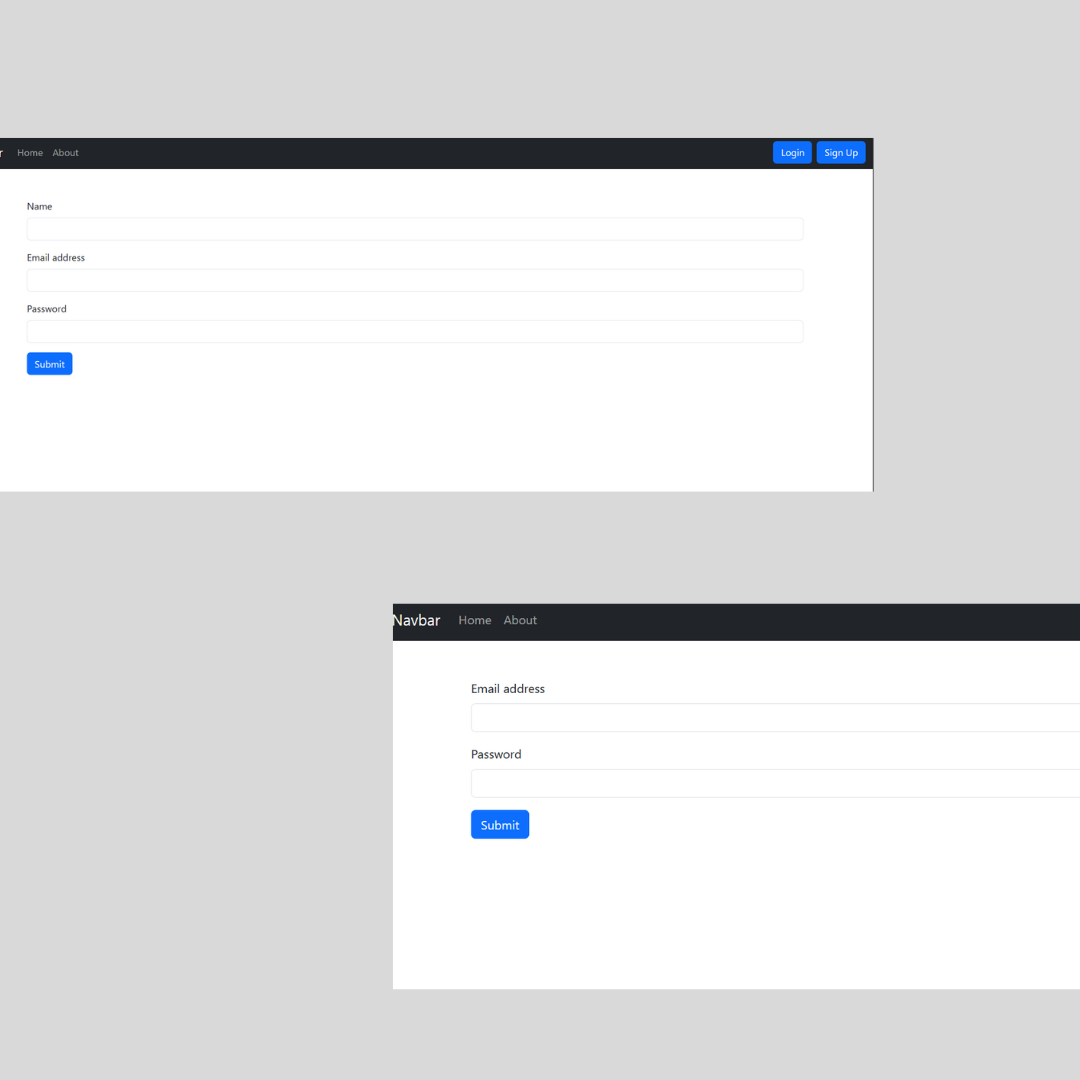 r Home About Login Sign Up
Name
Email address
Password
Submit
Navbar Home About
Email address
Password
Submit